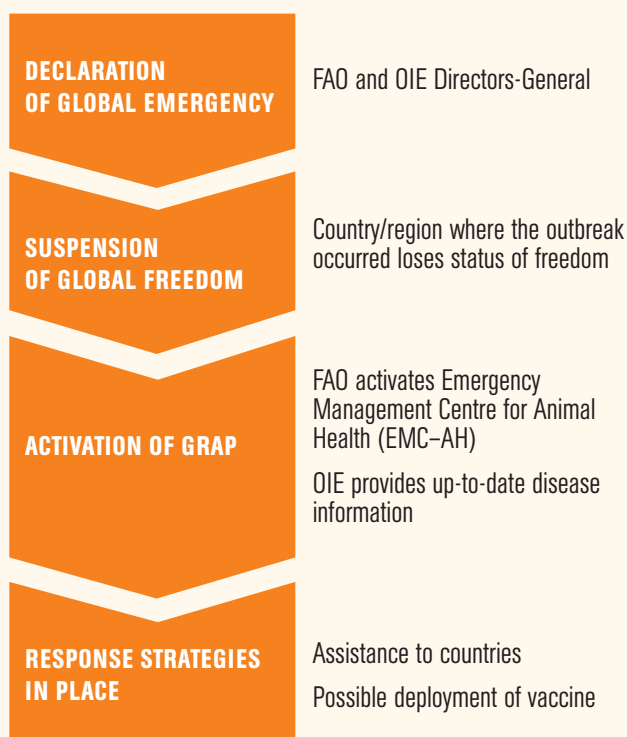 DECLARATION
OF GLOBAL EMERGENCY
FAO and OIE Directors-General
SUSPENSION
OF GLOBAL FREEDOM
Country/region where the outbreak
occurred loses status of freedom
ACTIVATION OF GRAP
FAO activates Emergency
Management Centre for Animal
Health (EMC–AH)
OIE provides up-to-date disease
information
RESPONSE STRATEGIES
IN PLACE
Assistance to countries
Possible deployment of vaccine